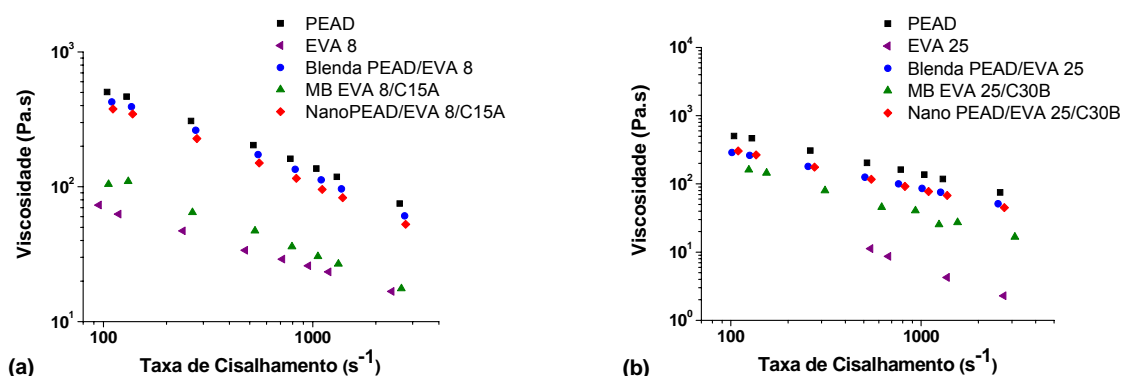 PEAD
EVA 8
Blenda PEAD/EVA 8
MB EVA 8/C15A
NanoPEAD/EVA 8/C15A
10³
10²
10¹
Viscosidade (Pa.s)
100 1000
Taxa de Cisalhamento (s⁻¹)
(a)
PEAD
EVA 25
Blenda PEAD/EVA 25
MB EVA 25/C30B
Nano PEAD/EVA 25/C30B
10⁴
10³
10²
10¹
10⁰
Viscosidade (Pa.s)
100 1000
Taxa de Cisalhamento (s⁻¹)
(b)